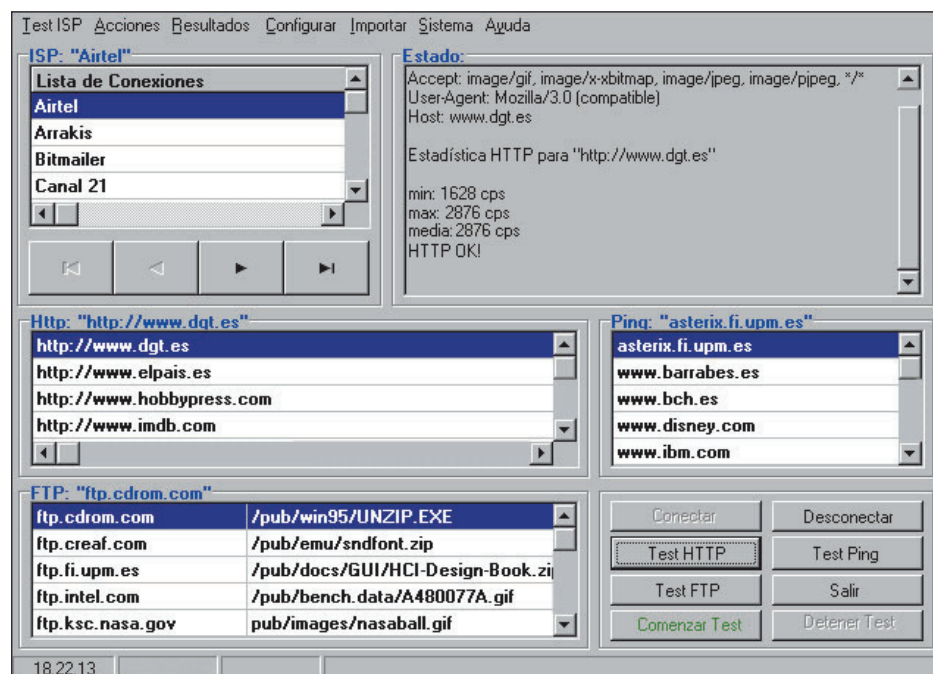 Test ISP Acciones Resultados Configurar Importar Sistema Ayuda
ISP: "Airtel"
Lista de Conexiones
Airtel
Arrakis
Bitmailer
Canal 21
Estado:
Accept: image/gif, image/x-xbitmap, image/jpeg, image/pjpeg, */*
User-Agent: Mozilla/3.0 (compatible)
Host: www.dgt.es
Estadística HTTP para "http://www.dgt.es"
min: 1628 cps
max: 2876 cps
media: 2876 cps
HTTP OK!
Http: "http://www.dgt.es"
http://www.dgt.es
http://www.elpais.es
http://www.hobbypress.com
http://www.imdb.com
Ping: "asterix.fi.upm.es"
asterix.fi.upm.es
www.barrabes.es
www.bch.es
www.disney.com
www.ibm.com
FTP: "ftp.cdrom.com"
ftp.cdrom.com /pub/win95/UNZIP.EXE
ftp.creaf.com /pub/emu/sndfont.zip
ftp.fi.upm.es /pub/docs/GUI/HCI-Design-Book.zi
ftp.intel.com /pub/bench.data/A480077A.gif
ftp.ksc.nasa.gov pub/images/nasaball.gif
Conectar Desconectar
Test HTTP Test Ping
Test FTP Salir
Comenzar Test Detener Test
18.22.13